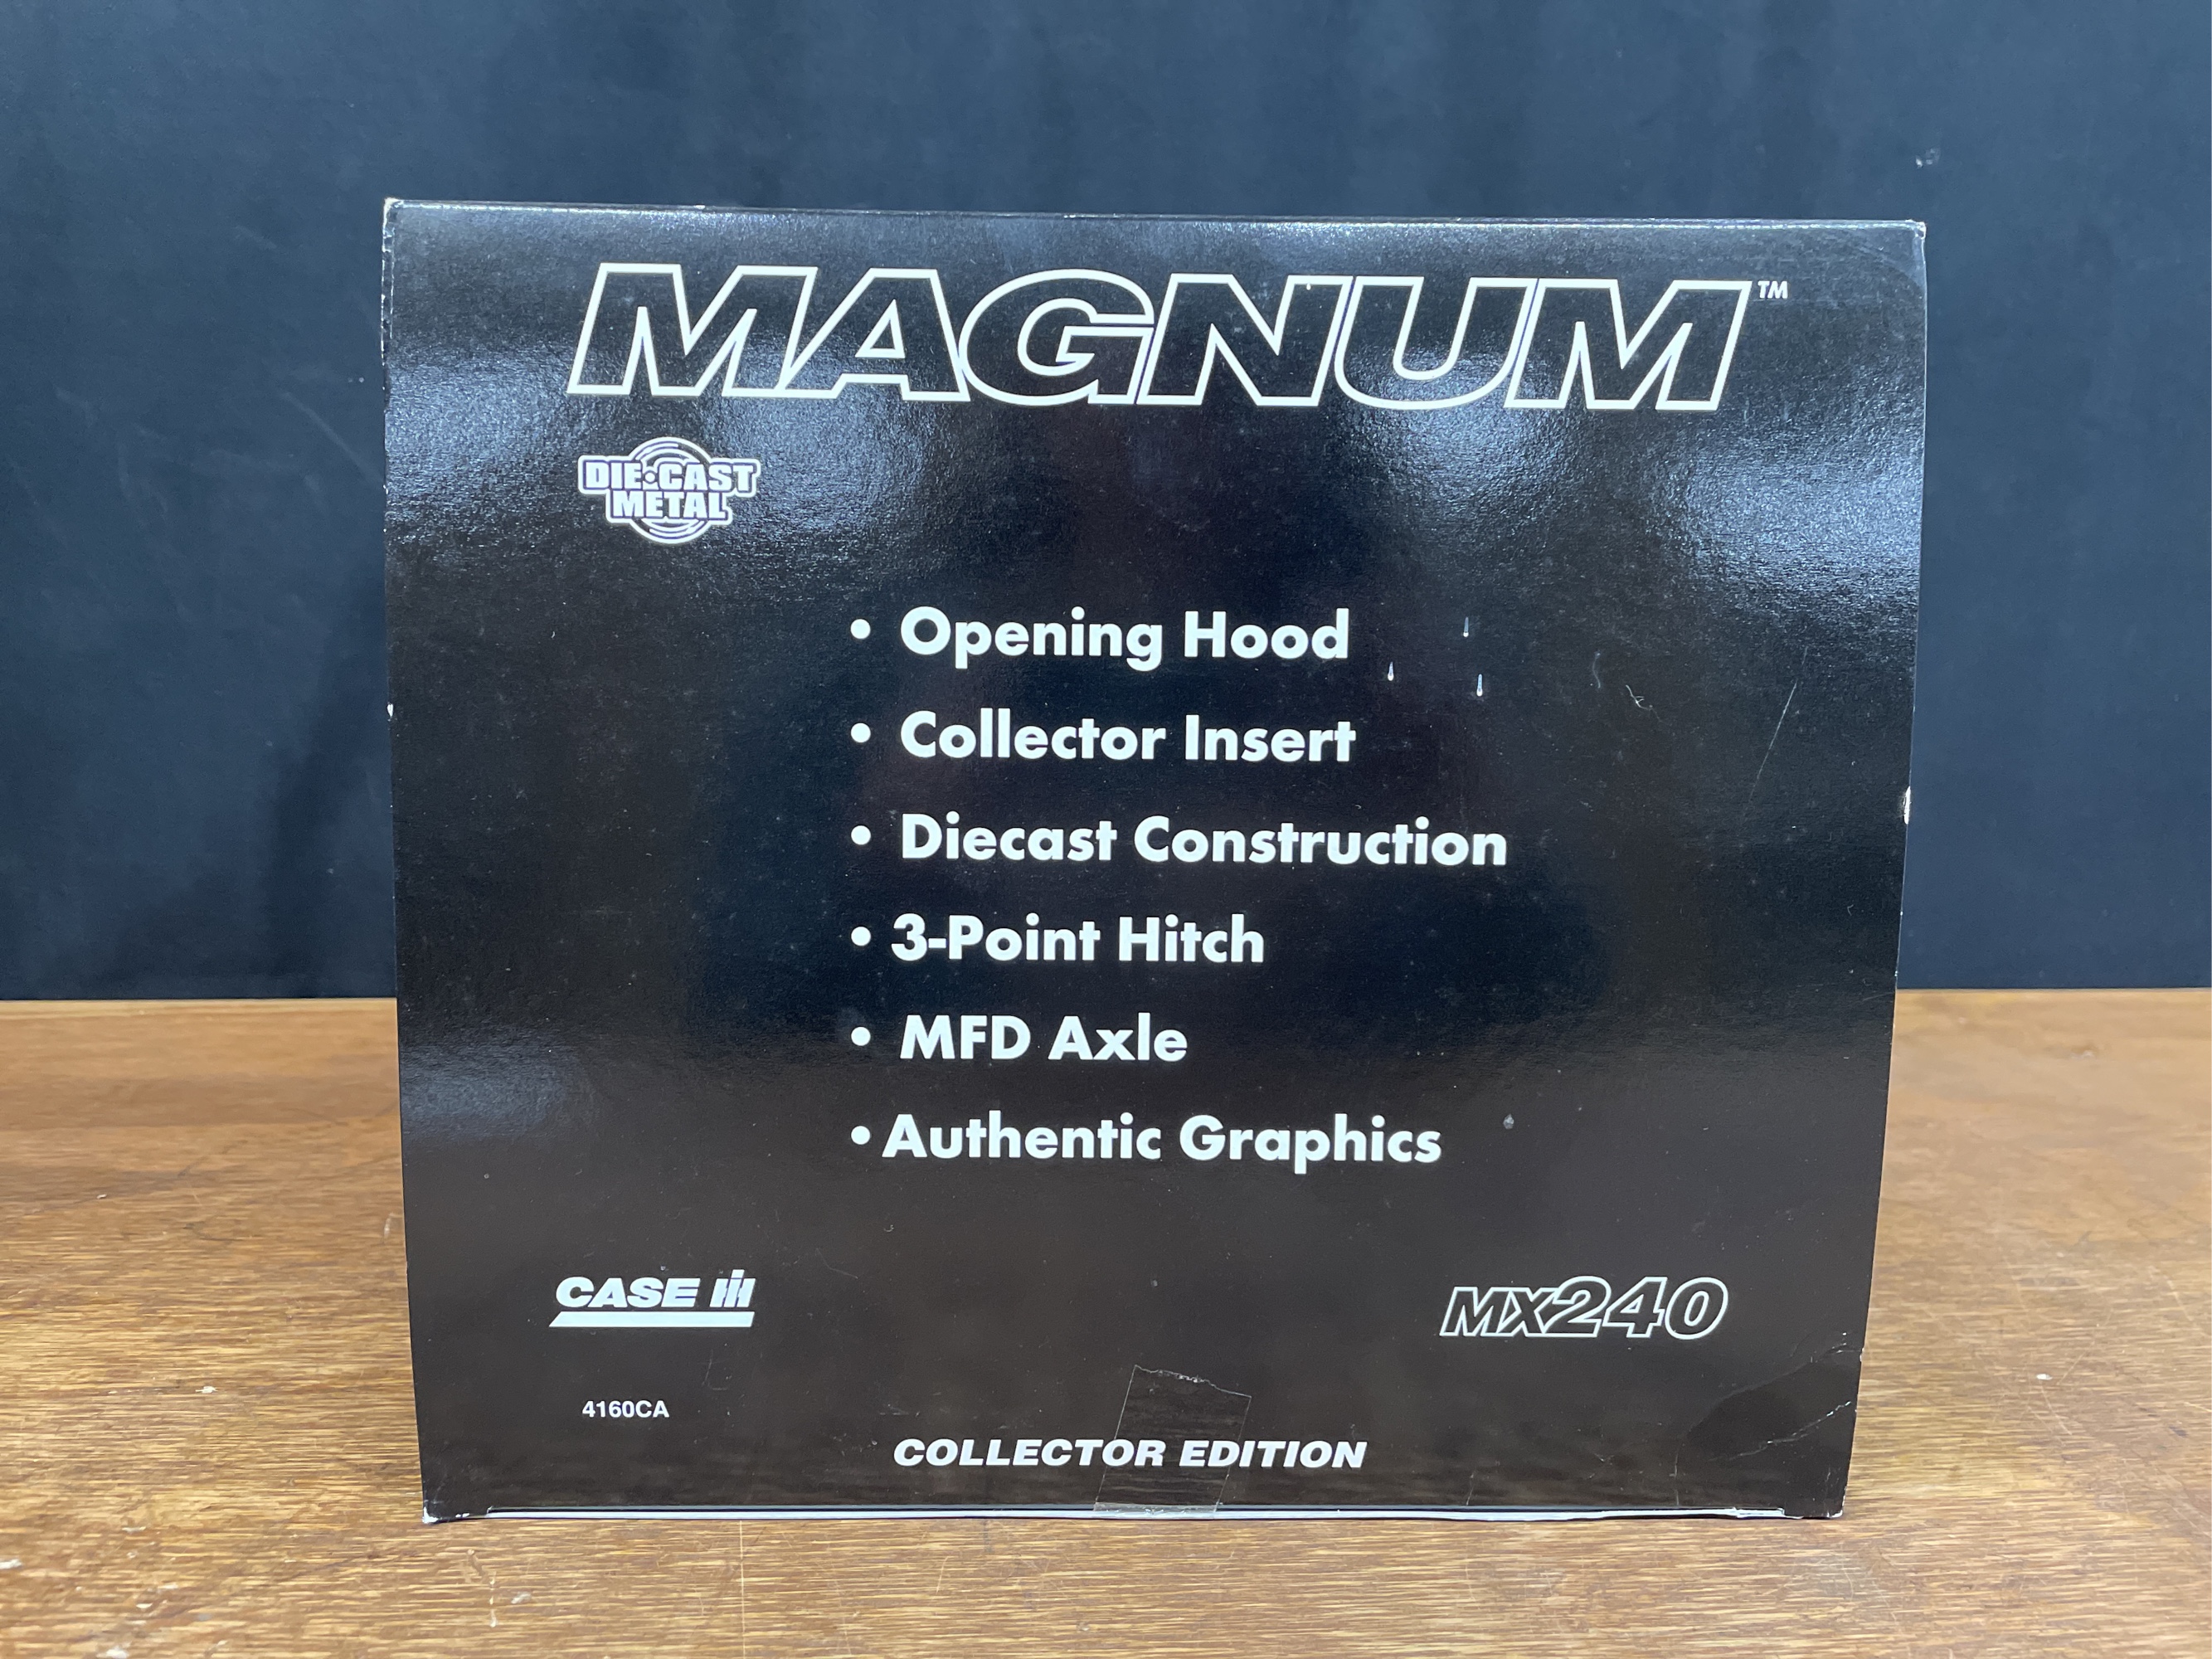 MAGNUM™
DIE•CAST
METAL
• Opening Hood
• Collector Insert
• Diecast Construction
• 3-Point Hitch
• MFD Axle
• Authentic Graphics
CASE IH
MX240
4160CA
COLLECTOR EDITION